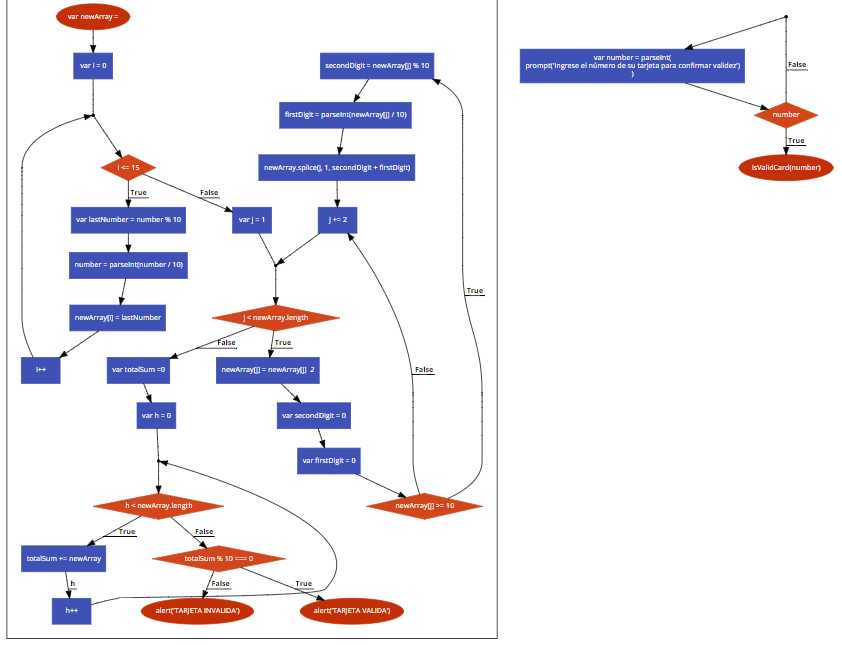 var newArray =
var i = 0
i <= 15
True
False
var lastNumber = number % 10
var j = 1
number = parseInt(number / 10)
newArray[i] = lastNumber
i++
secondDigit = newArray[j] % 10
firstDigit = parseInt(newArray[j] / 10)
newArray.splice(j, 1, secondDigit + firstDigit)
j += 2
j < newArray.length
False
True
var totalSum =0
newArray[j] = newArray[j] 2
var h = 0
var secondDigit = 0
var firstDigit = 0
newArray[j] >= 10
False
True
h < newArray.length
True
False
totalSum += newArray
totalSum % 10 === 0
h
False
True
h++
alert('TARJETA INVALIDA')
alert('TARJETA VALIDA')
var number = parseInt(
prompt('Ingrese el número de su tarjeta para confirmar validez')
)
False
number
True
isValidCard(number)